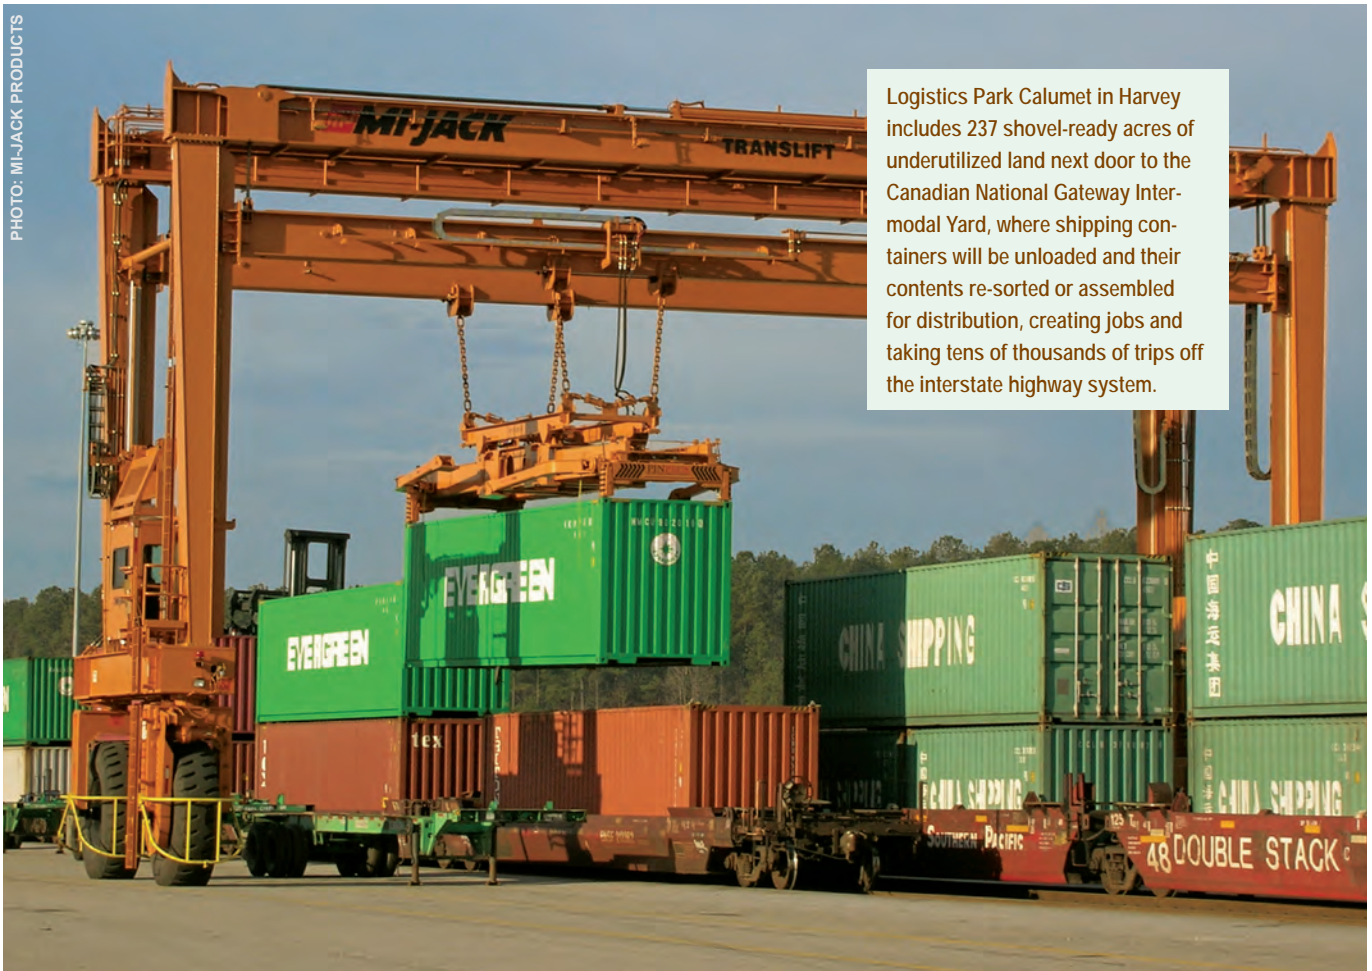 PHOTO: MI-JACK PRODUCTS
MI-JACK
TRANSLIFT
Logistics Park Calumet in Harvey
includes 237 shovel-ready acres of
underutilized land next door to the
Canadian National Gateway Inter-
modal Yard, where shipping con-
tainers will be unloaded and their
contents re-sorted or assembled
for distribution, creating jobs and
taking tens of thousands of trips off
the interstate highway system.
EVERGREEN
EVERGREEN
CHINA SHIPPING
中国海运集团
CHINA S
tex
CHINA SHIPPING
CHINA SHIPPING
SOUTHERN PACIFIC
48 DOUBLE STACK